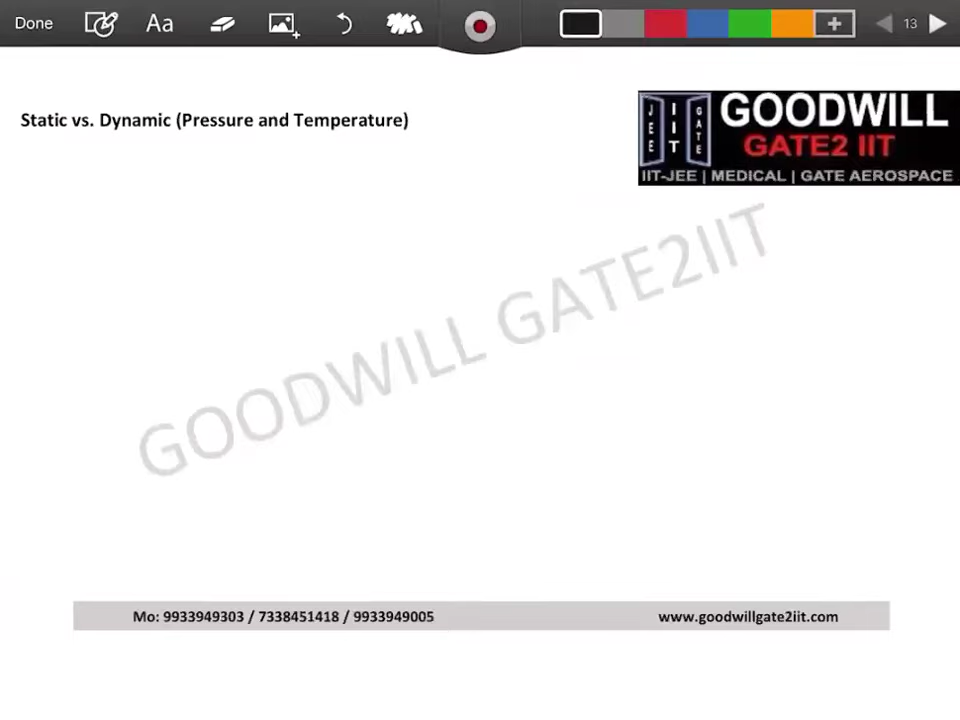 Done
Aa
13
Static vs. Dynamic (Pressure and Temperature)
JEE
IIT
GATE
GOODWILL
GATE2 IIT
IIT-JEE | MEDICAL | GATE AEROSPACE
GOODWILL GATE2IIT
Mo: 9933949303 / 7338451418 / 9933949005
www.goodwillgate2iit.com